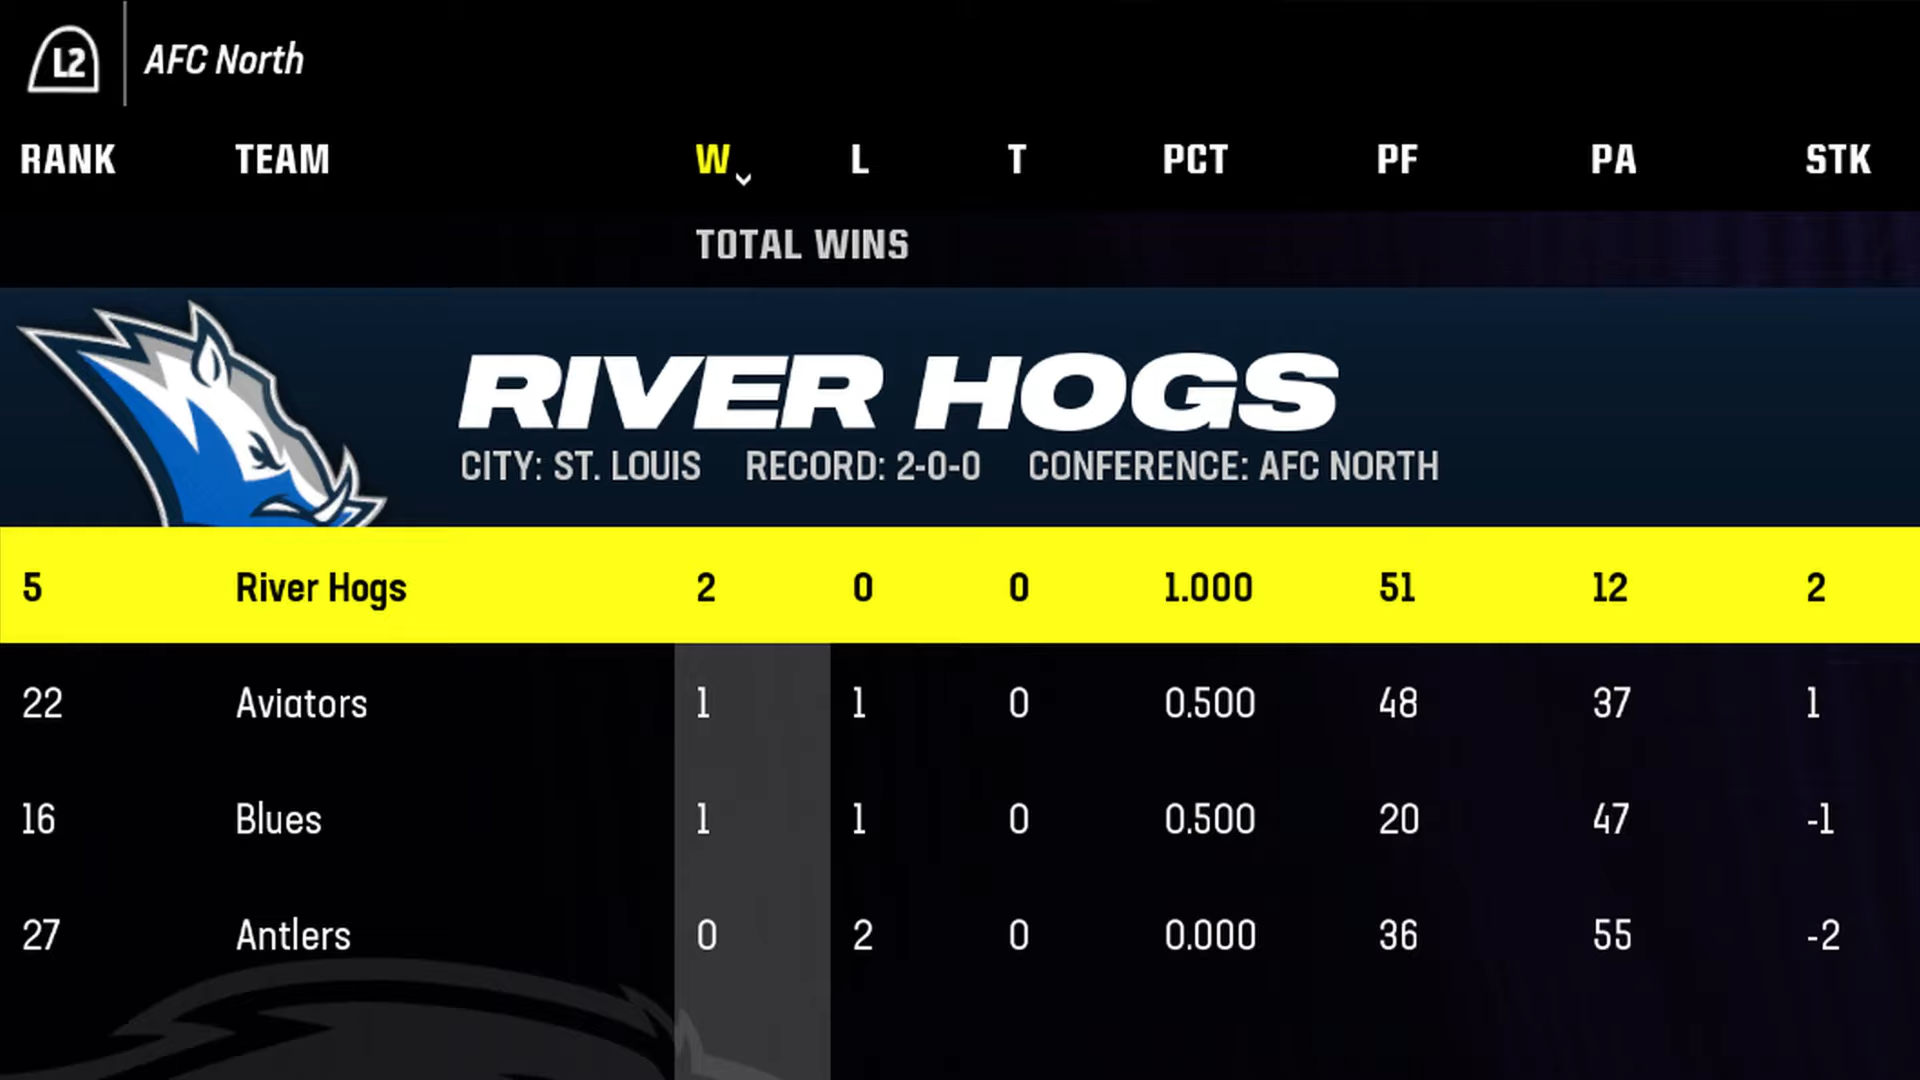 L2 AFC North
RANK TEAM W L T PCT PF PA STK
TOTAL WINS
RIVER HOGS
CITY: ST. LOUIS RECORD: 2-0-0 CONFERENCE: AFC NORTH
5 River Hogs 2 0 0 1.000 51 12 2
22 Aviators 1 1 0 0.500 48 37 1
16 Blues 1 1 0 0.500 20 47 -1
27 Antlers 0 2 0 0.000 36 55 -2